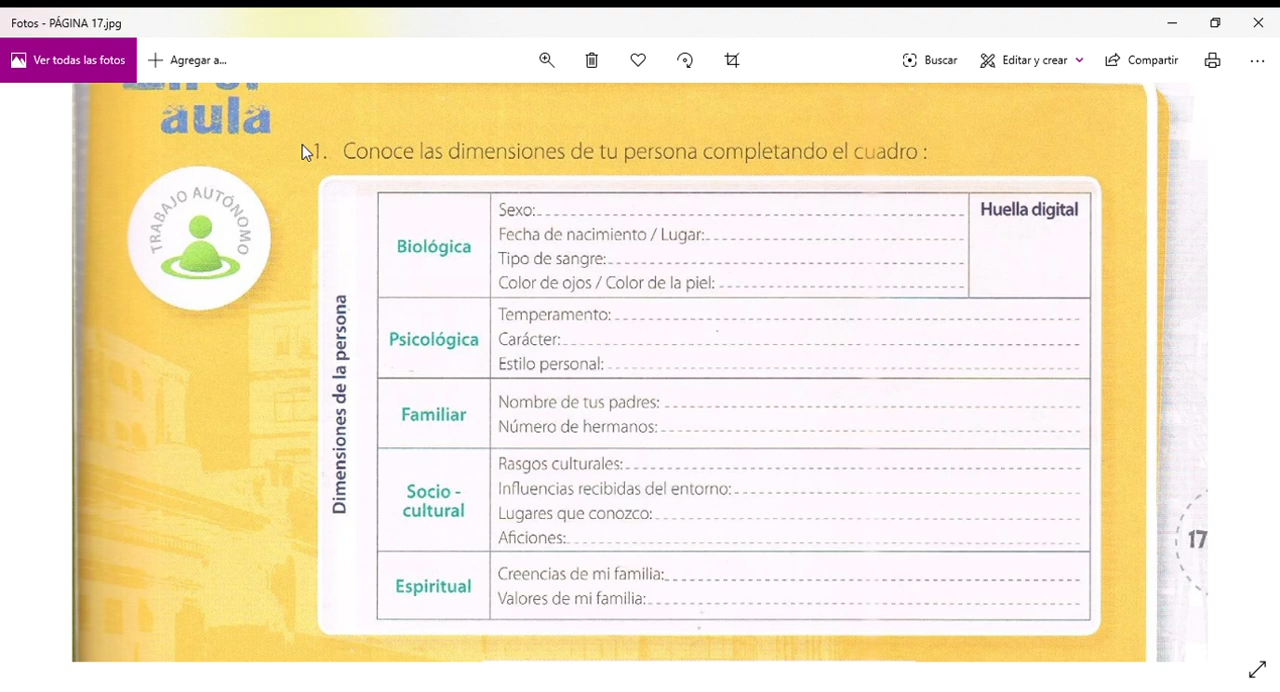 Fotos - PÁGINA 17.jpg
Ver todas las fotos
Agregar a...
Buscar
Editar y crear
Compartir
aula
1. Conoce las dimensiones de tu persona completando el cuadro :
TRABAJO AUTÓNOMO
Dimensiones de la persona
Biológica
Sexo:
Fecha de nacimiento / Lugar:
Tipo de sangre:
Color de ojos / Color de la piel:
Huella digital
Psicológica
Temperamento:
Carácter:
Estilo personal:
Familiar
Nombre de tus padres:
Número de hermanos:
Socio -
cultural
Rasgos culturales:
Influencias recibidas del entorno:
Lugares que conozco:
Aficiones:
Espiritual
Creencias de mi familia:
Valores de mi familia:
17